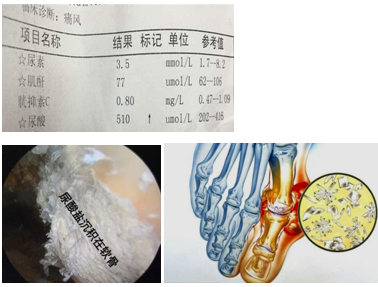 临床诊断：痛风
项目名称 结果 标记 单位 参考值
☆尿素 3.5 mmol/L 1.7--8.2
☆肌酐 77 umol/L 62--106
胱抑素C 0.80 mg/L 0.47--1.09
☆尿酸 510 ↑ umol/L 202--416
尿酸盐沉积在软骨